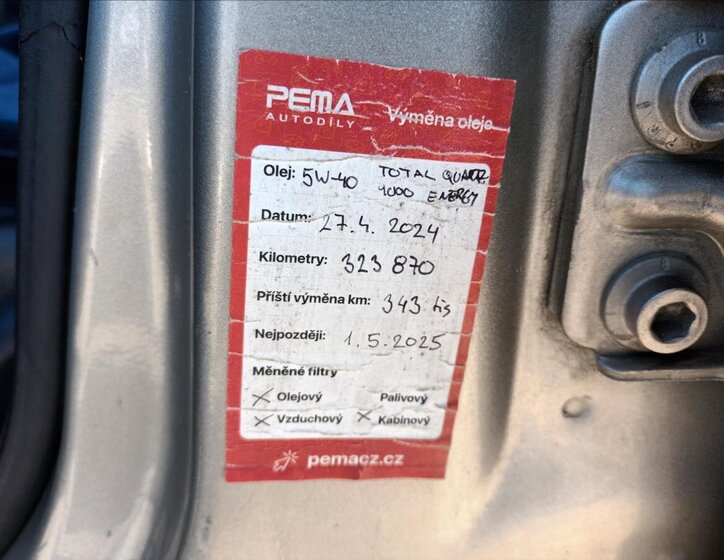 PEMA
AUTODÍLY
Výměna oleje
Olej: 5W-40 TOTAL QUARTZ
9000 ENERGY
Datum: 27.4. 2024
Kilometry: 323 870
Příští výměna km: 343 tis
Nejpozději: 1.5.2025
Měněné filtry
× Olejový Palivový
× Vzduchový × Kabinový
pemacz.cz